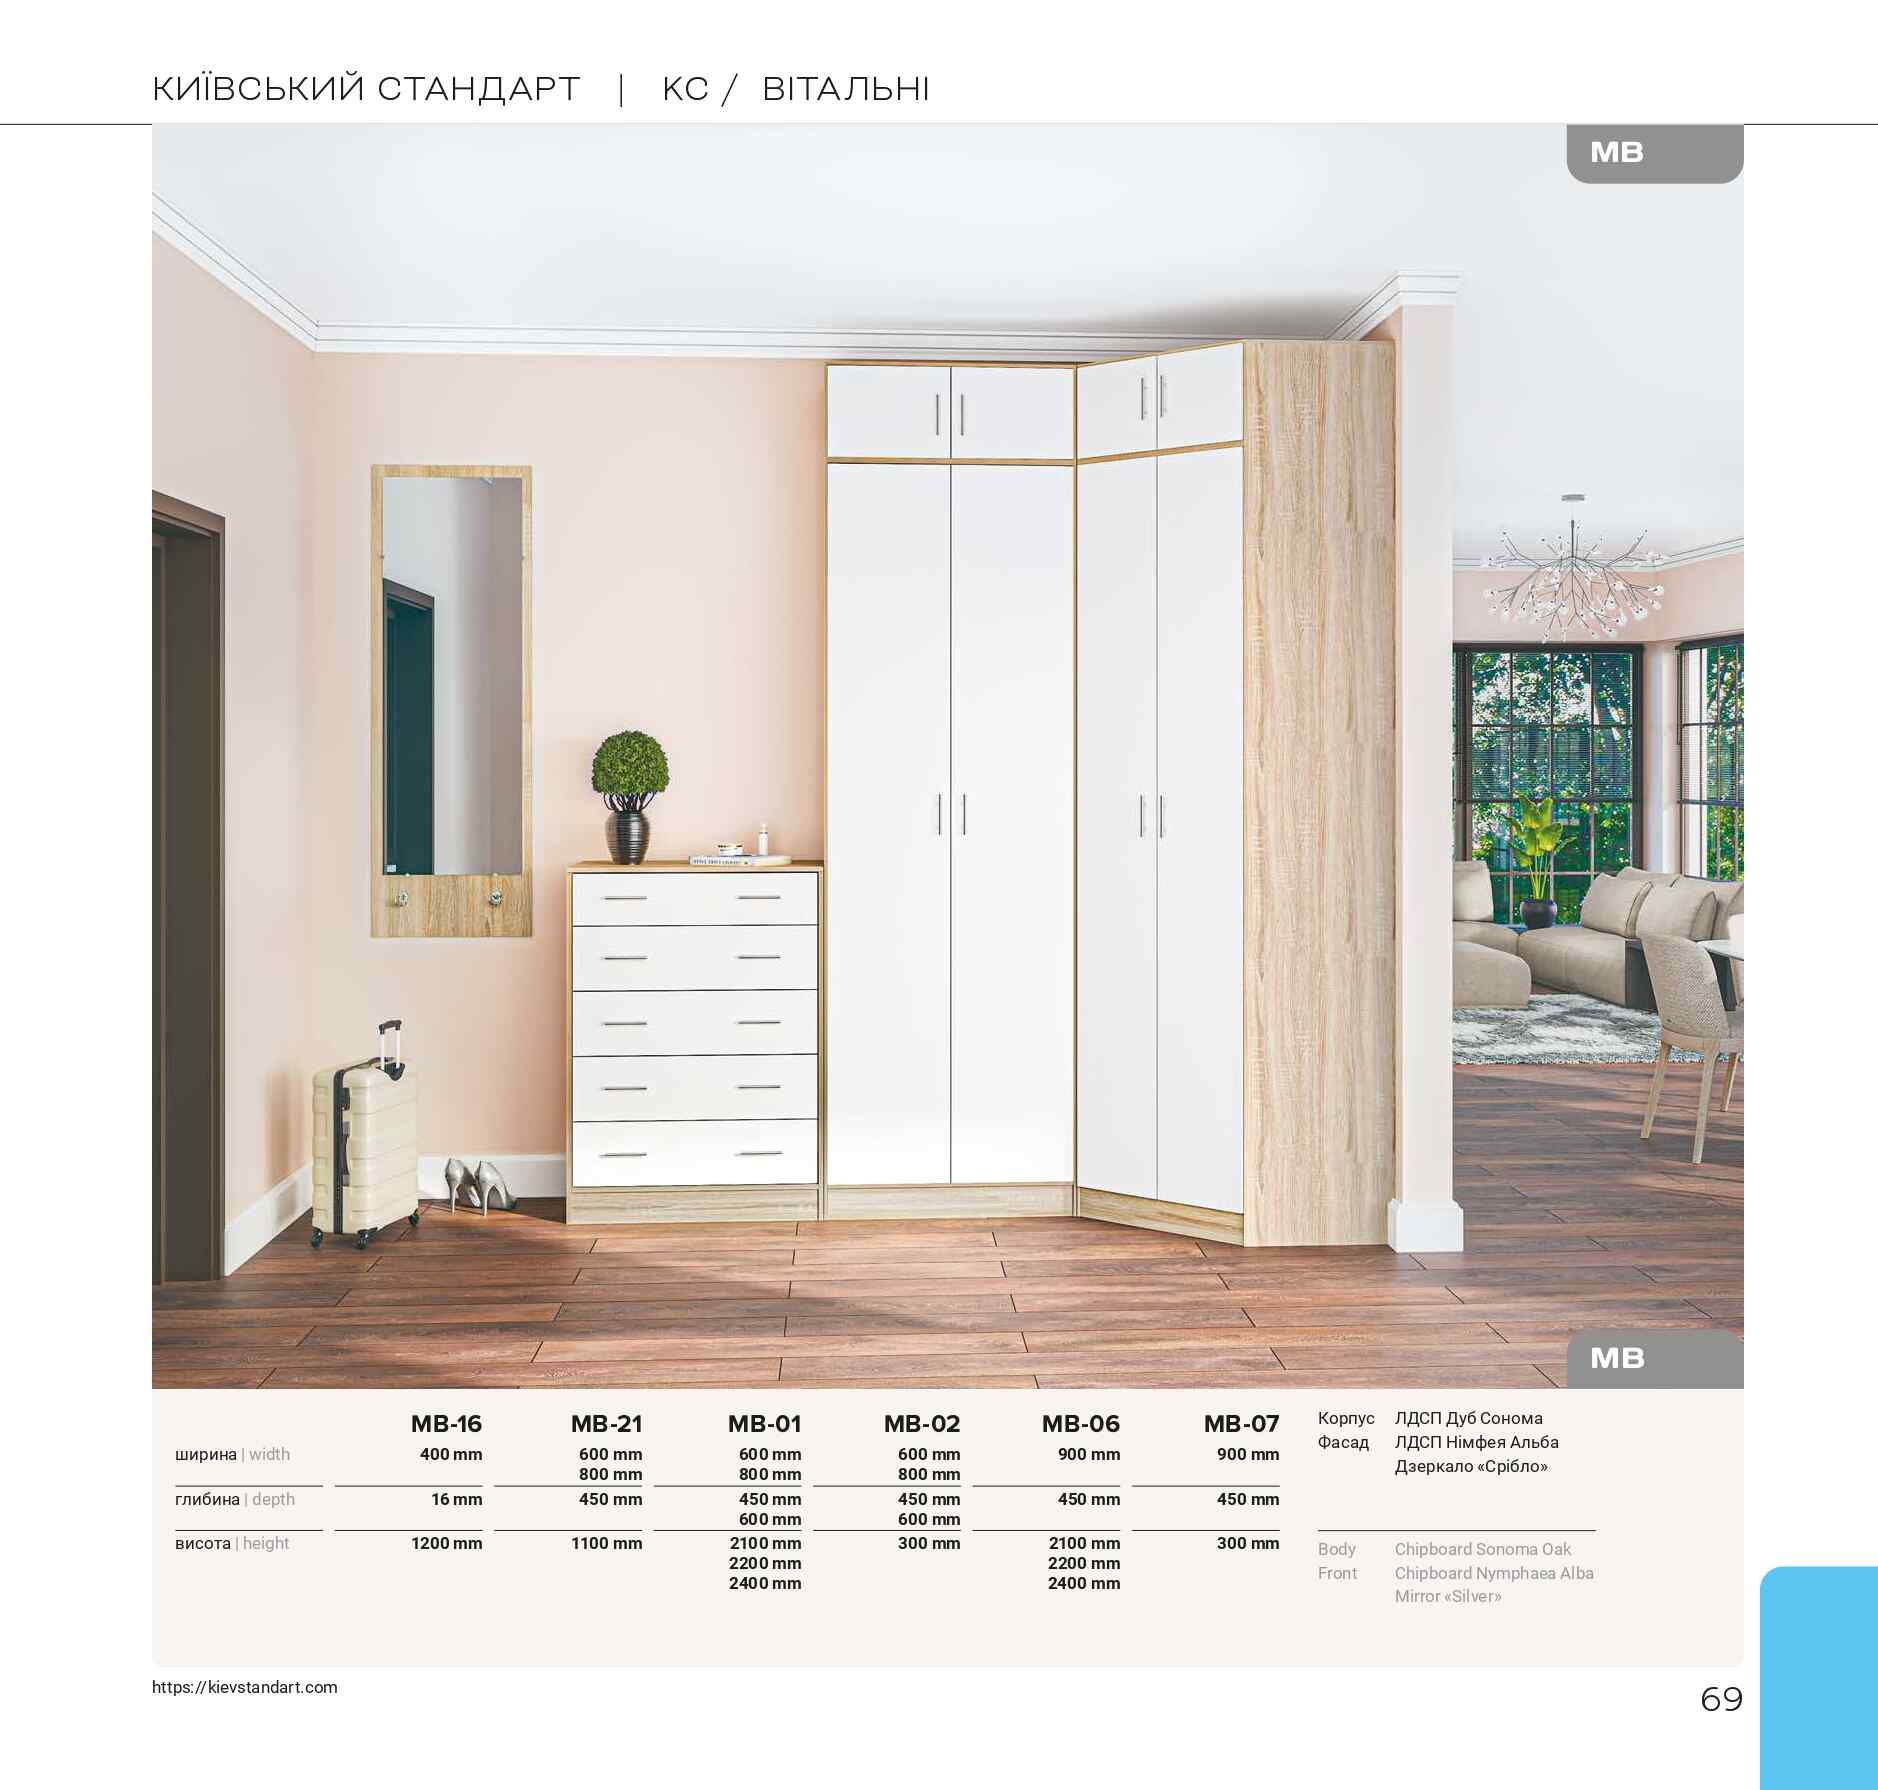 КИЇВСЬКИЙ СТАНДАРТ | КС / ВІТАЛЬНІ
МВ
МВ
МВ-16 МВ-21 МВ-01 МВ-02 МВ-06 МВ-07
ширина | width 400 mm 600 mm 600 mm 600 mm 900 mm 900 mm
800 mm 800 mm 800 mm
глибина | depth 16 mm 450 mm 450 mm 450 mm 450 mm 450 mm
600 mm 600 mm
висота | height 1200 mm 1100 mm 2100 mm 300 mm 2100 mm 300 mm
2200 mm 2200 mm
2400 mm 2400 mm
Корпус ЛДСП Дуб Сонома
Фасад ЛДСП Німфея Альба
Дзеркало «Срібло»
Body Chipboard Sonoma Oak
Front Chipboard Nymphaea Alba
Mirror «Silver»
https://kievstandart.com
69